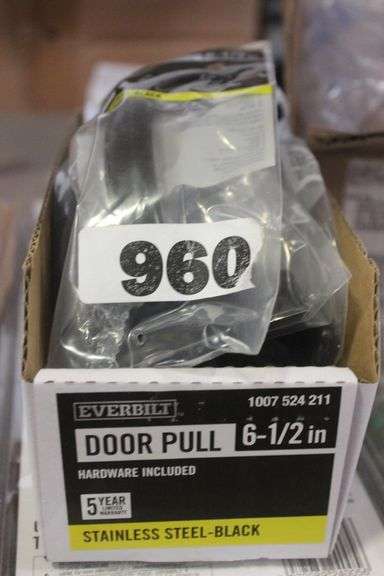 BLACK
960
EVERBILT
1007 524 211
DOOR PULL
6-1/2 in
HARDWARE INCLUDED
5 YEAR
LIMITED
WARRANTY
STAINLESS STEEL-BLACK